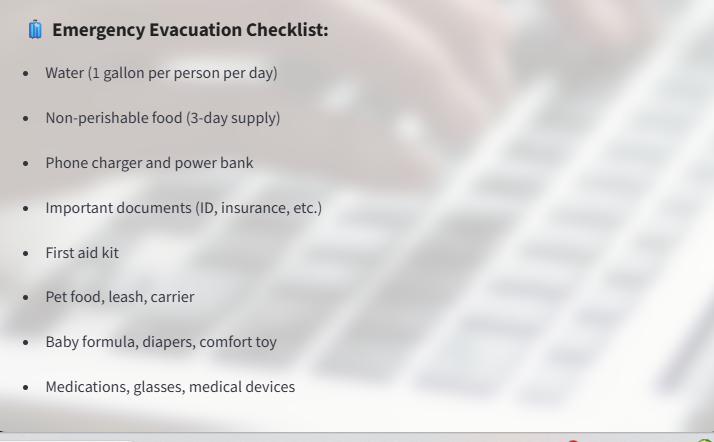 Emergency Evacuation Checklist:
Water (1 gallon per person per day)
Non-perishable food (3-day supply)
Phone charger and power bank
Important documents (ID, insurance, etc.)
First aid kit
Pet food, leash, carrier
Baby formula, diapers, comfort toy
Medications, glasses, medical devices